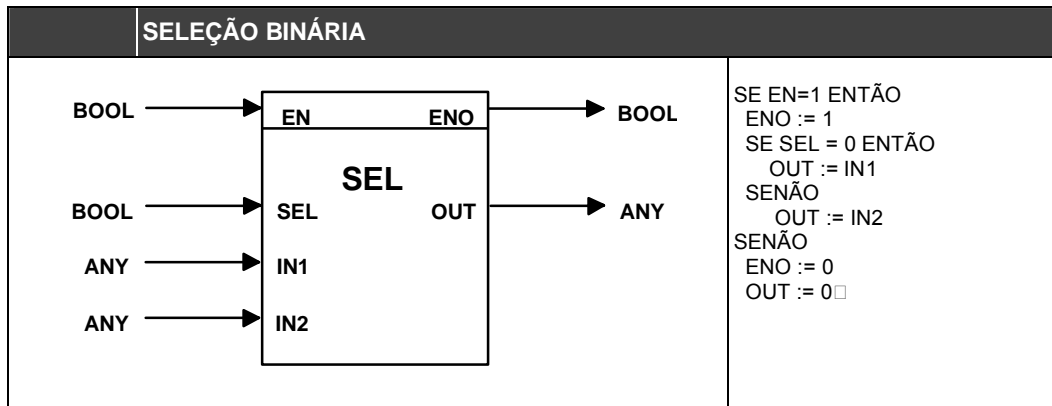 SELEÇÃO BINÁRIA
BOOL EN ENO BOOL
SEL
BOOL SEL OUT ANY
ANY IN1
ANY IN2
SE EN=1 ENTÃO
ENO := 1
SE SEL = 0 ENTÃO
OUT := IN1
SENÃO
OUT := IN2
SENÃO
ENO := 0
OUT := 0